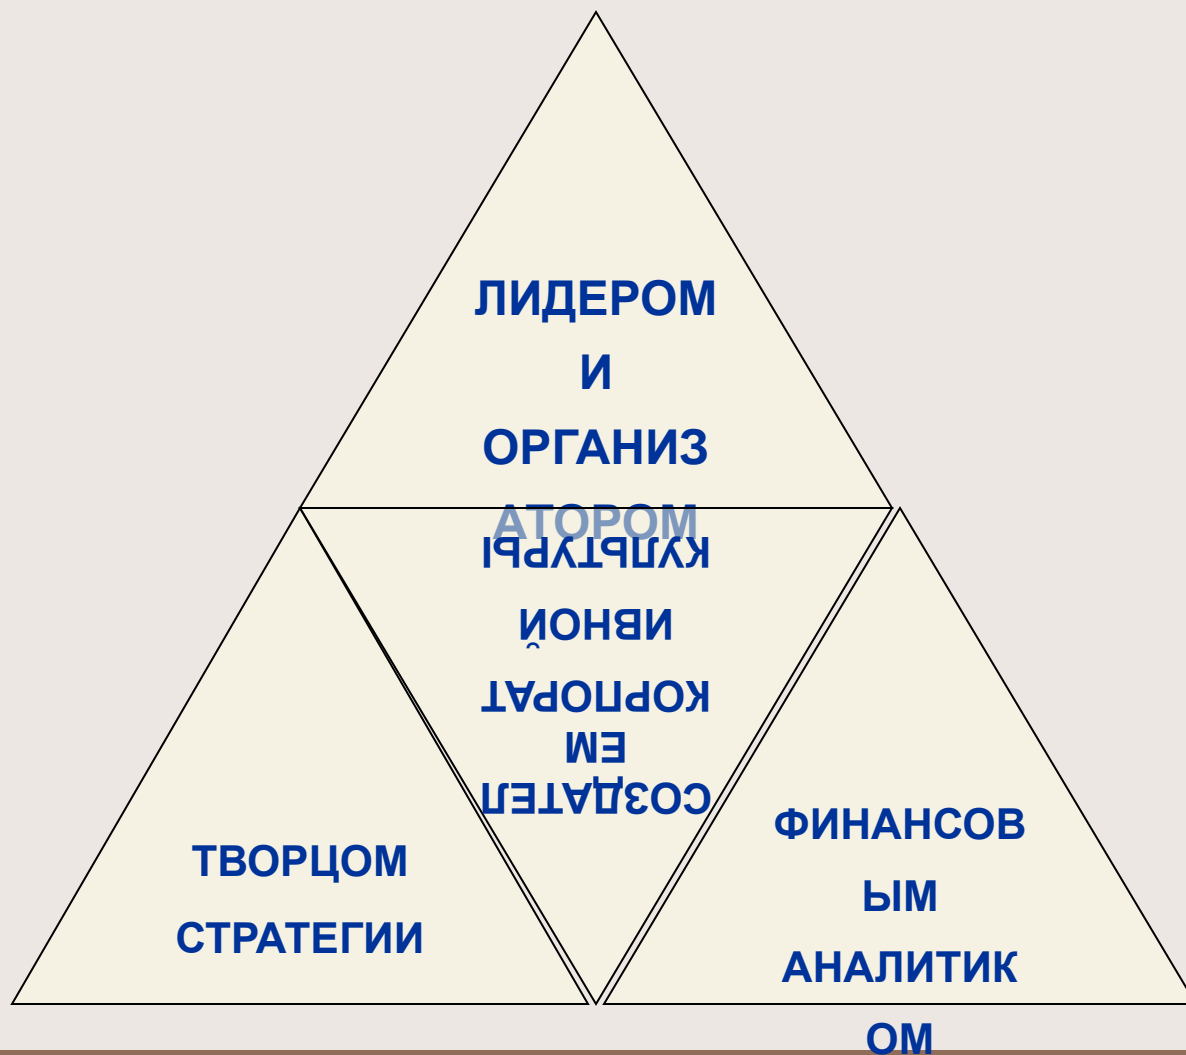 ЛИДЕРОМ
И
ОРГАНИЗ
АТОРОМ
СОЗДАТЕЛ
ЕМ
КОРПОРАТ
ИВНОЙ
КУЛЬТУРЫ
ТВОРЦОМ
СТРАТЕГИИ
ФИНАНСОВ
ЫМ
АНАЛИТИК
ОМ